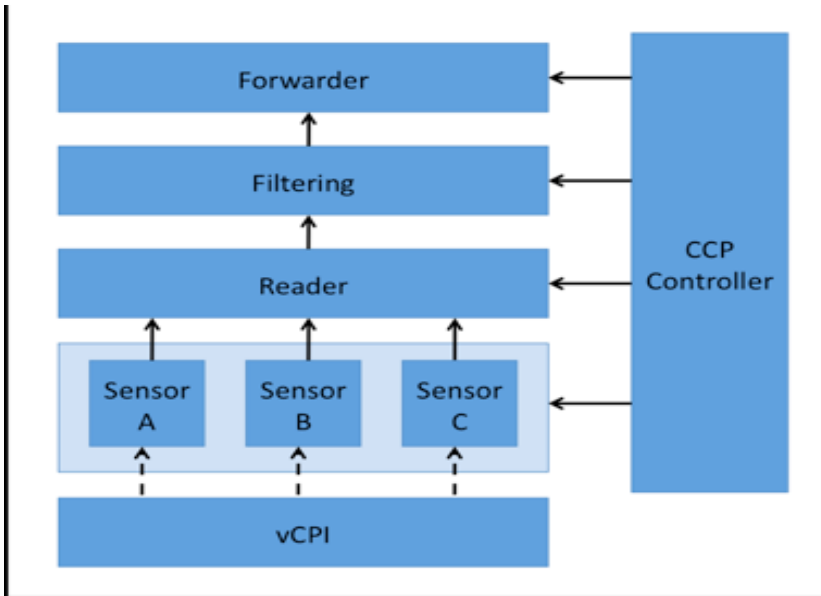 Forwarder
Filtering
Reader
Sensor
A
Sensor
B
Sensor
C
vCPI
CCP
Controller